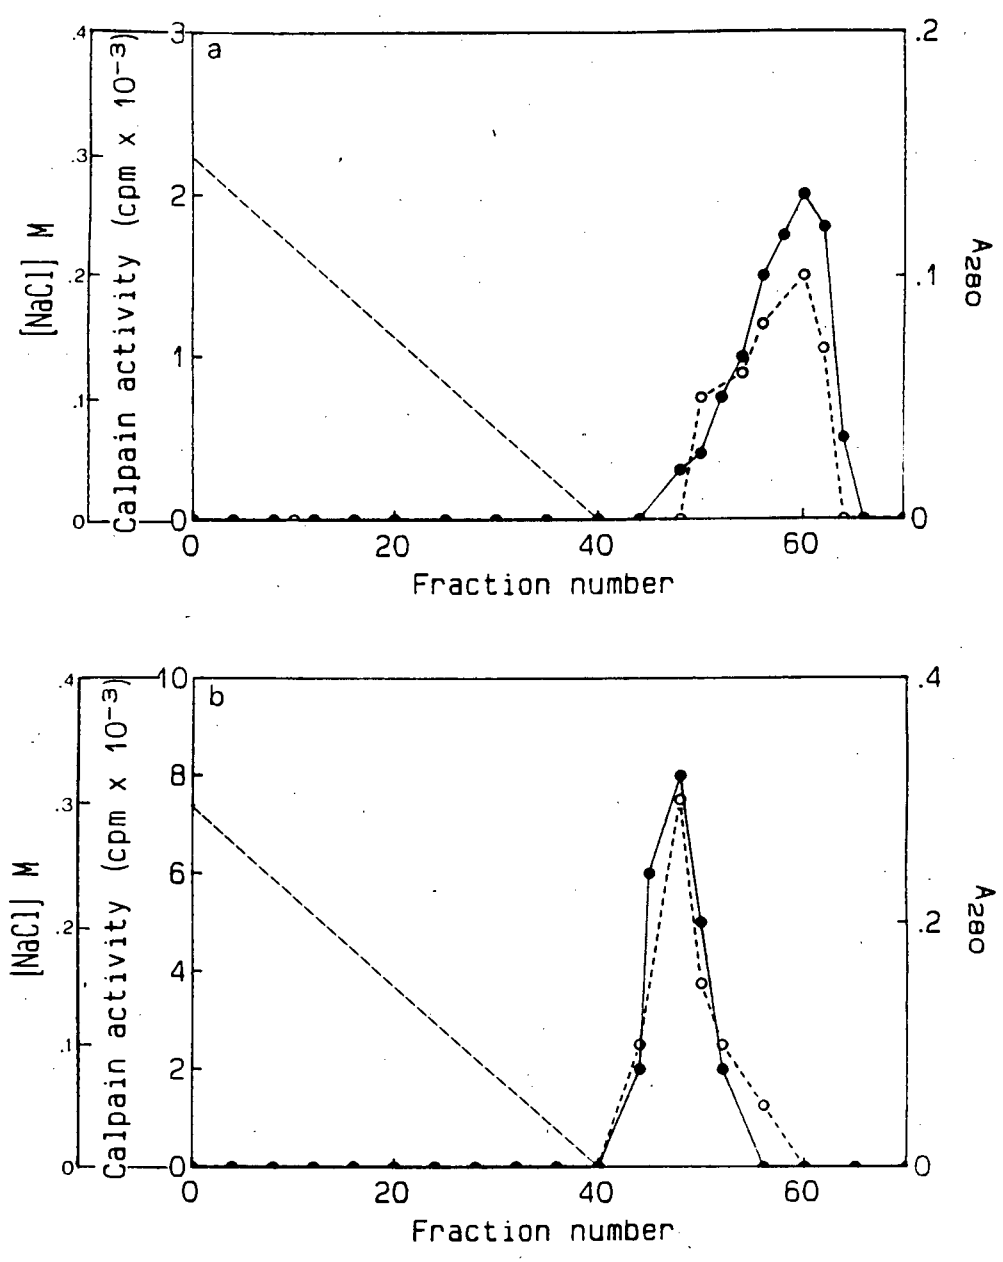 a
[NaCl] M
.4
.3
.2
.1
0
Calpain activity (cpm x 10⁻³)
3
2
1
0
.2
.1
0
A280
0 20 40 60
Fraction number
b
[NaCl] M
.4
.3
.2
.1
0
Calpain activity (cpm x 10⁻³)
10
8
6
4
2
0
.4
.2
0
A280
0 20 40 60
Fraction number